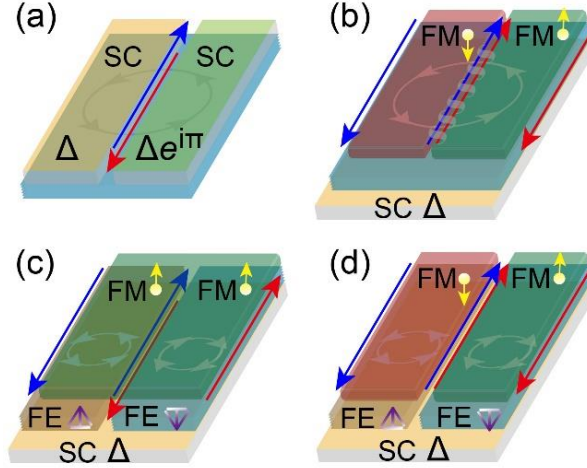 (a)
SC SC
Δ Δe^{iπ}
(b)
FM FM
SC Δ
(c)
FM FM
FE FE
SC Δ
(d)
FM FM
FE FE
SC Δ